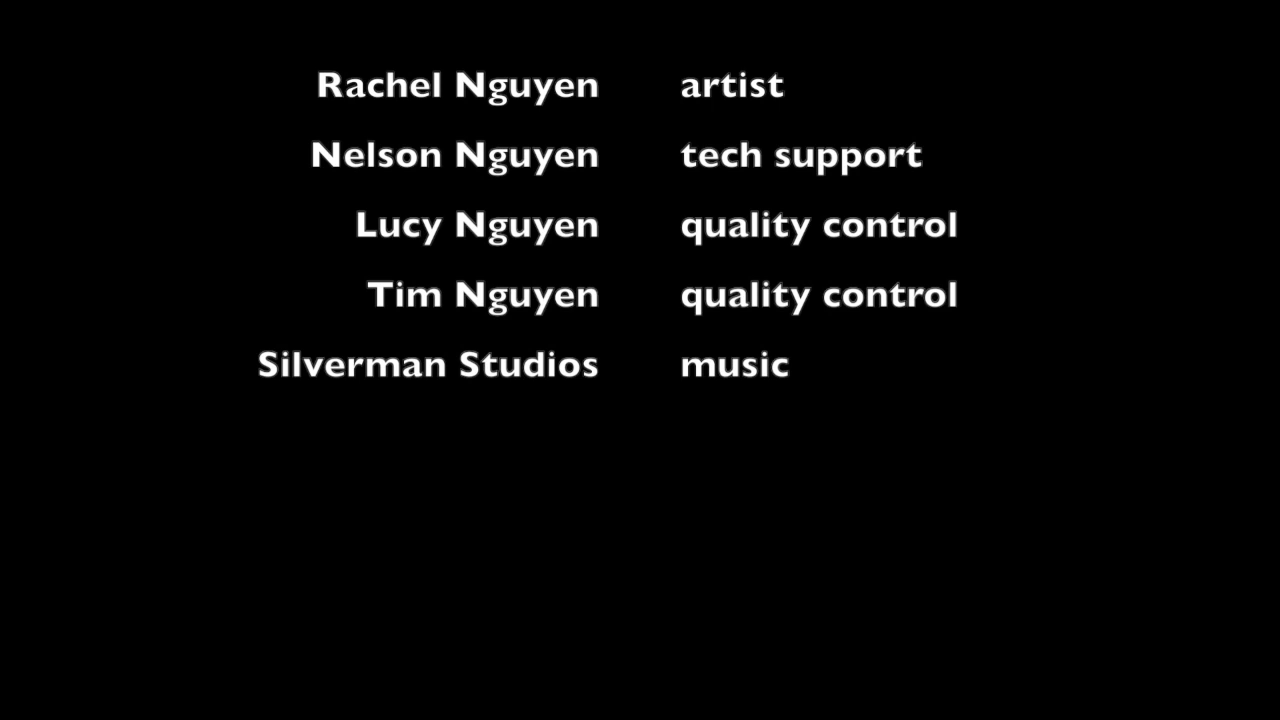 Rachel Nguyen artist
Nelson Nguyen tech support
Lucy Nguyen quality control
Tim Nguyen quality control
Silverman Studios music